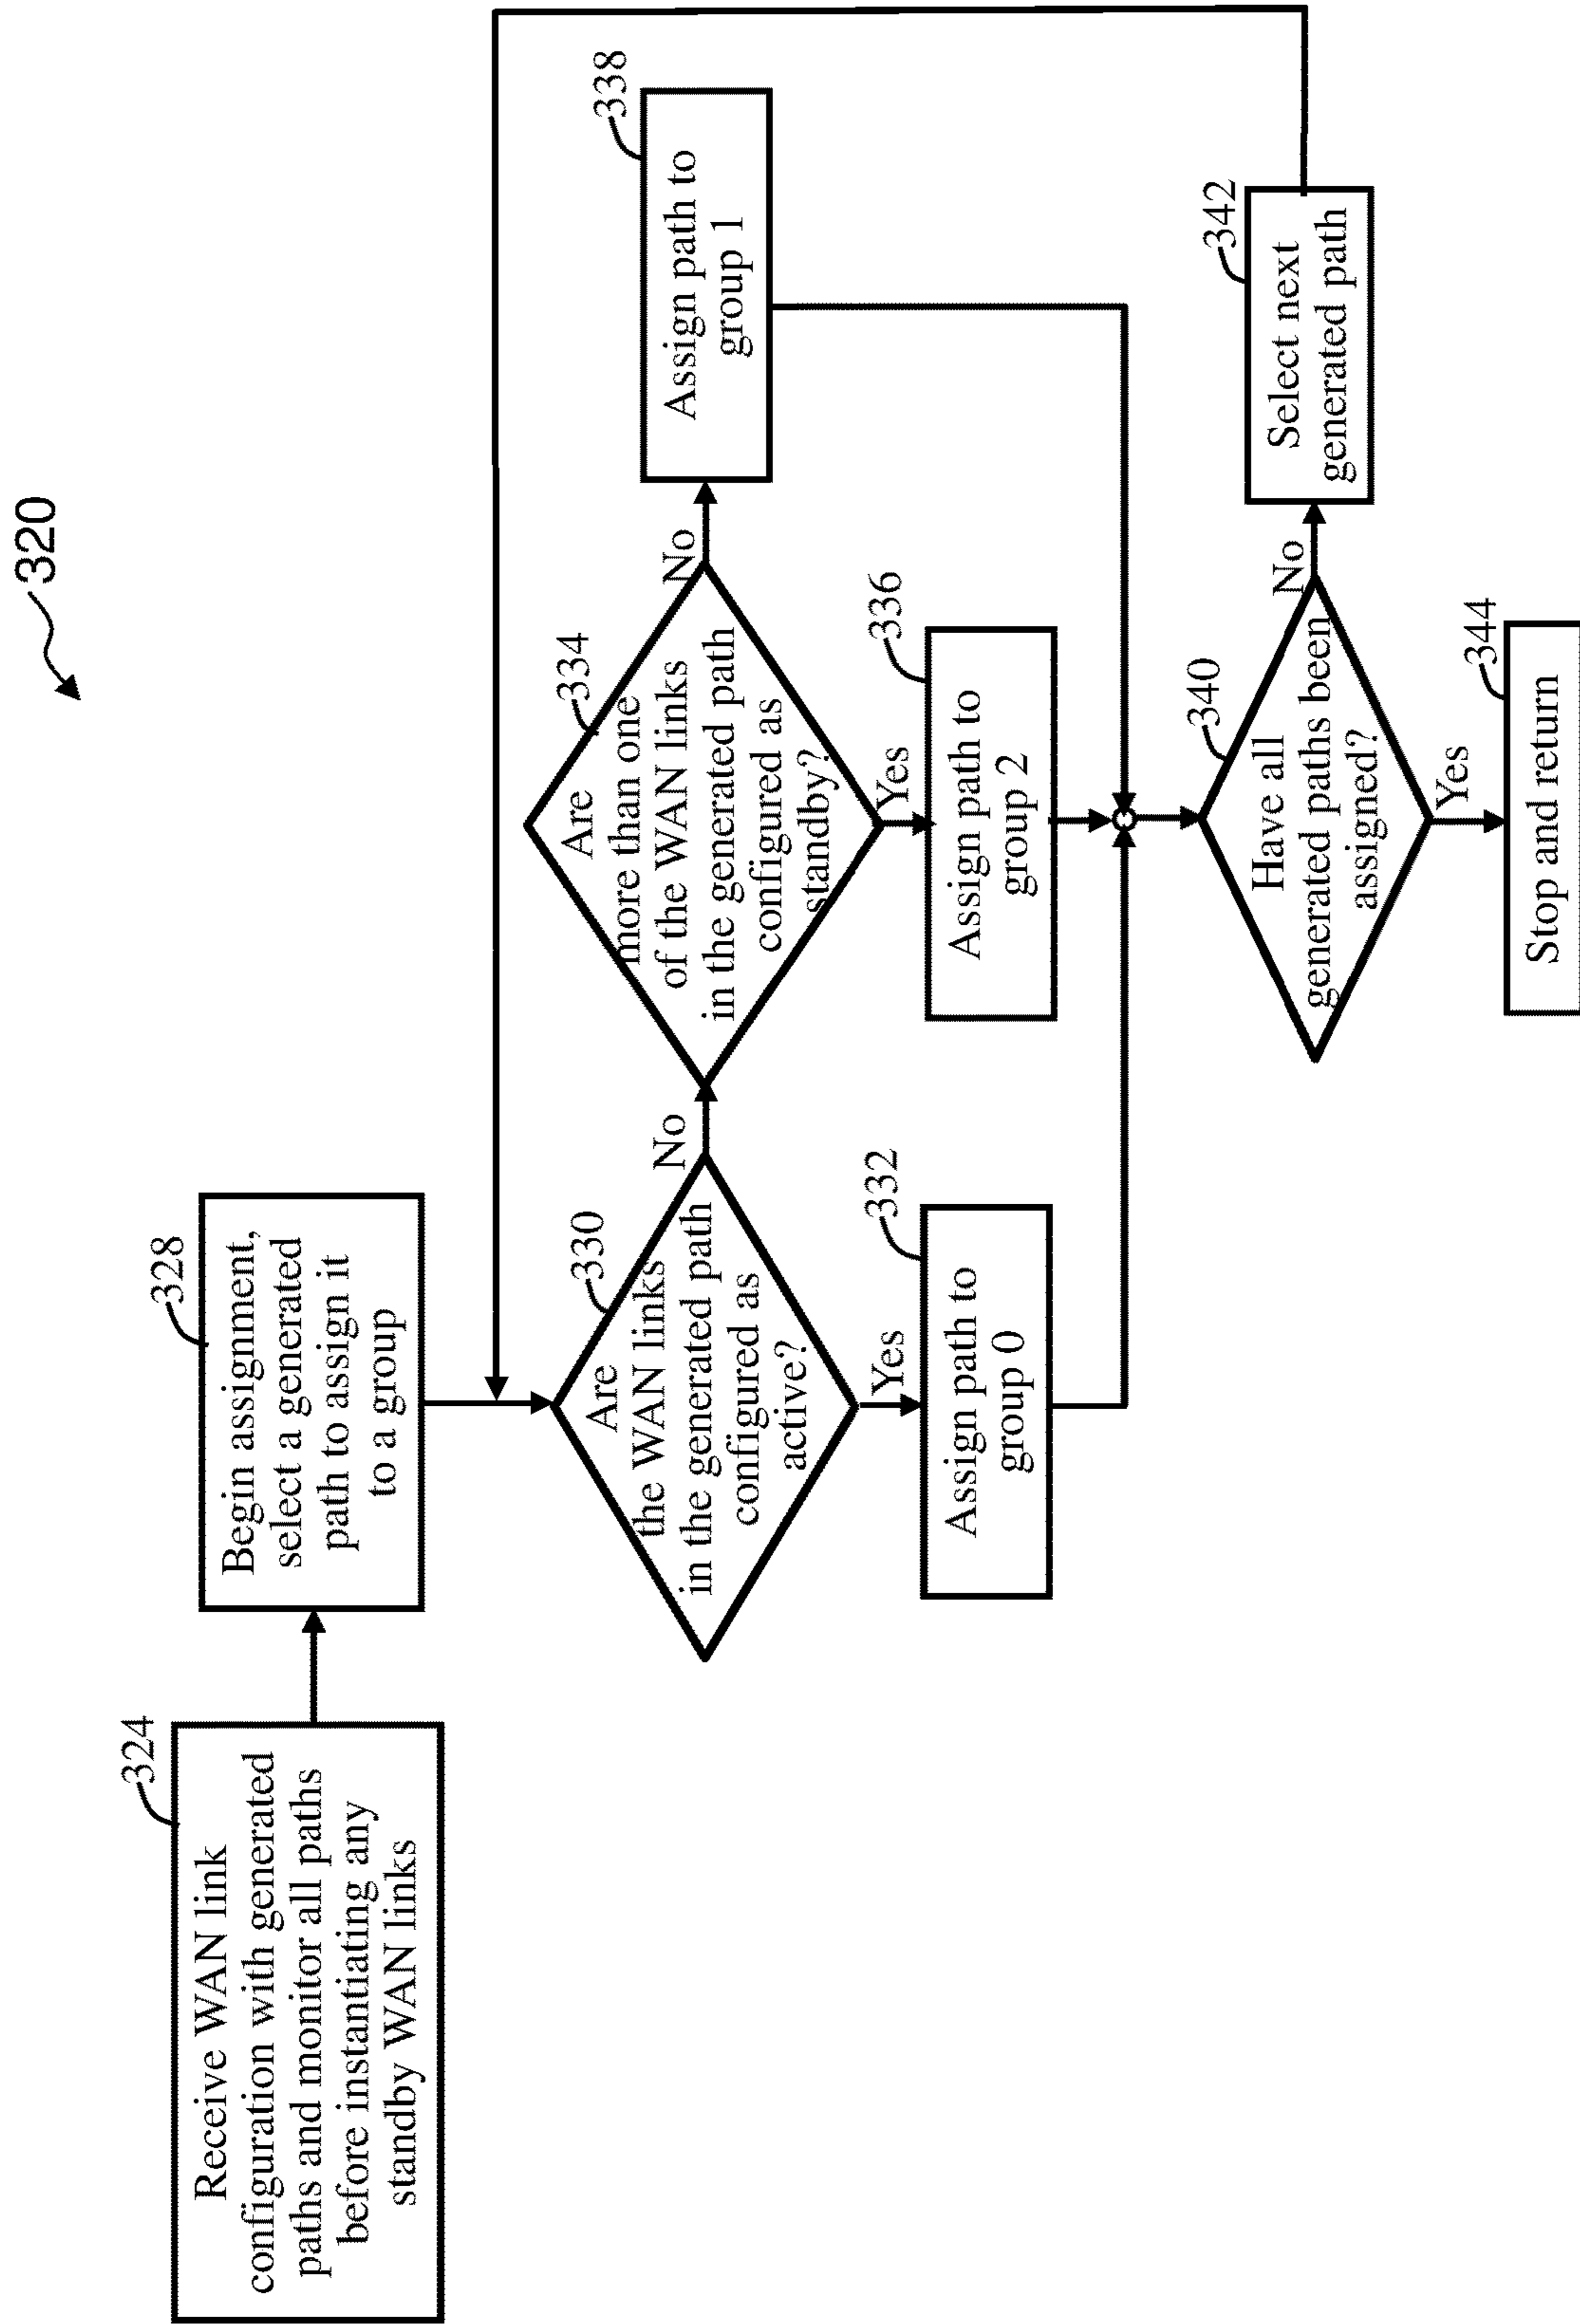 320
324
Receive WAN link
configuration with generated
paths and monitor all paths
before instantiating any
standby WAN links
328
Begin assignment,
select a generated
path to assign it
to a group
330
Are
the WAN links
in the generated path
configured as
active?
No
Yes
332
Assign path to
group 0
334
Are
more than one
of the WAN links
in the generated path
configured as
standby?
No
Yes
336
Assign path to
group 2
338
Assign path to
group 1
340
Have all
generated paths been
assigned?
No
Yes
342
Select next
generated path
344
Stop and return